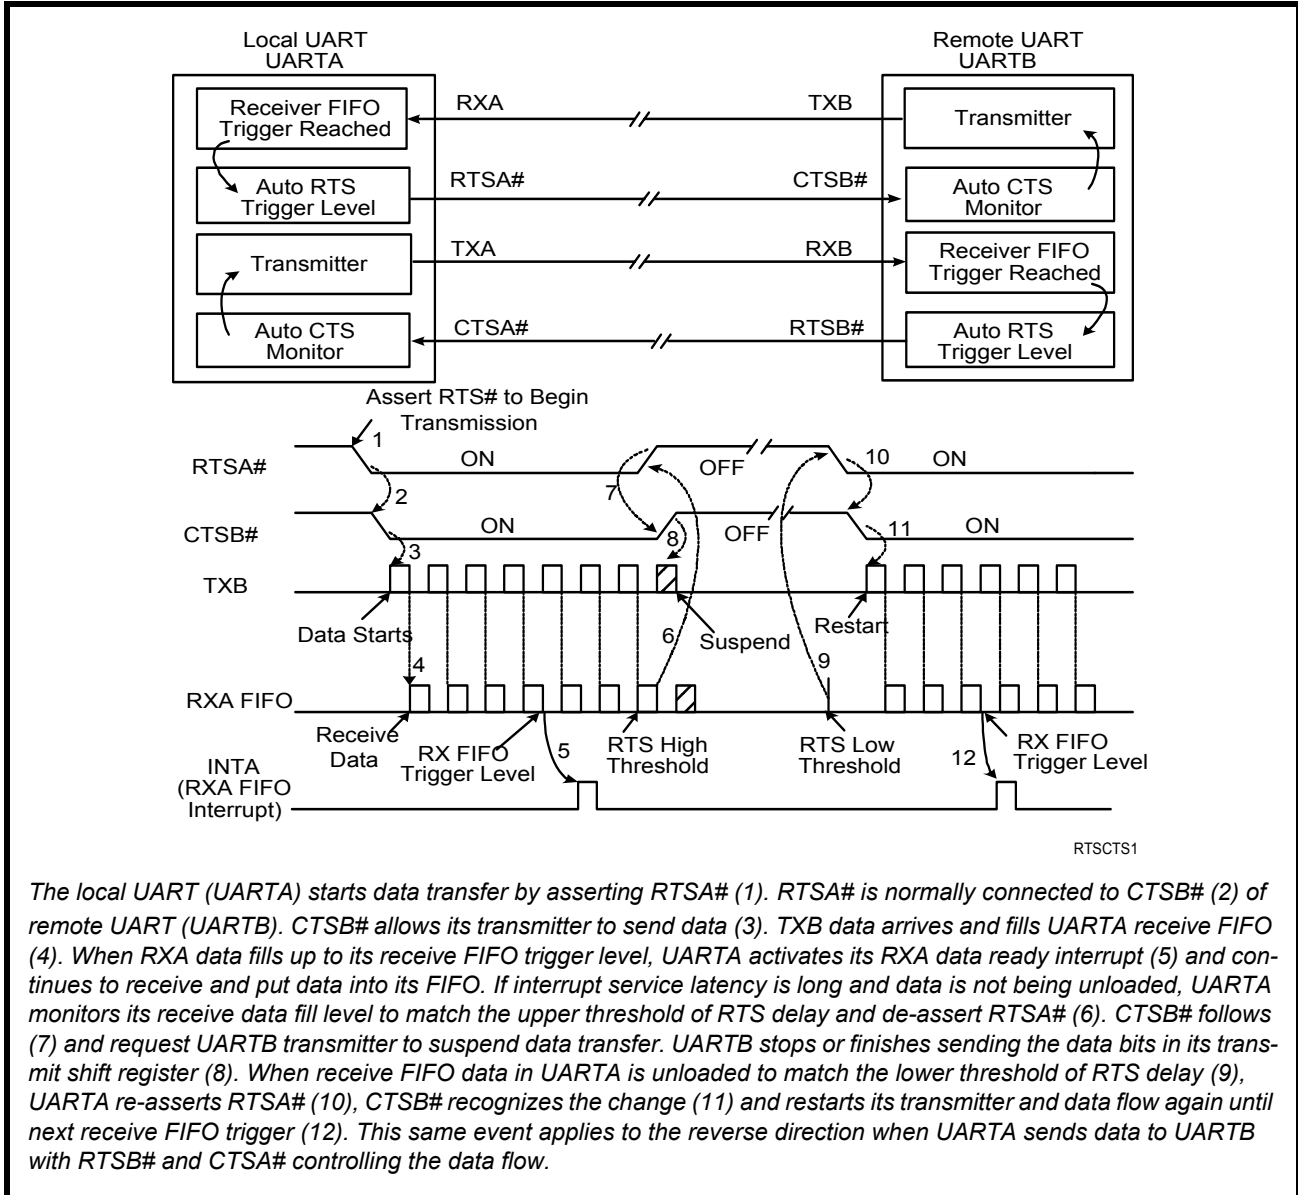 Local UART
UARTA
Remote UART
UARTB
Receiver FIFO
Trigger Reached
RXA
TXB
Transmitter
Auto RTS
Trigger Level
RTSA#
CTSB#
Auto CTS
Monitor
Transmitter
TXA
RXB
Receiver FIFO
Trigger Reached
Auto CTS
Monitor
CTSA#
RTSB#
Auto RTS
Trigger Level
Assert RTS# to Begin
Transmission
RTSA#
1
ON
7
OFF
10
ON
2
CTSB#
ON
8
OFF
11
ON
3
TXB
Data Starts
6
Suspend
Restart
4
9
RXA FIFO
Receive
Data
RX FIFO
Trigger Level
5
RTS High
Threshold
RTS Low
Threshold
12
RX FIFO
Trigger Level
INTA
(RXA FIFO
Interrupt)
RTSCTS1
The local UART (UARTA) starts data transfer by asserting RTSA# (1). RTSA# is normally connected to CTSB# (2) of
remote UART (UARTB). CTSB# allows its transmitter to send data (3). TXB data arrives and fills UARTA receive FIFO
(4). When RXA data fills up to its receive FIFO trigger level, UARTA activates its RXA data ready interrupt (5) and con-
tinues to receive and put data into its FIFO. If interrupt service latency is long and data is not being unloaded, UARTA
monitors its receive data fill level to match the upper threshold of RTS delay and de-assert RTSA# (6). CTSB# follows
(7) and request UARTB transmitter to suspend data transfer. UARTB stops or finishes sending the data bits in its trans-
mit shift register (8). When receive FIFO data in UARTA is unloaded to match the lower threshold of RTS delay (9),
UARTA re-asserts RTSA# (10), CTSB# recognizes the change (11) and restarts its transmitter and data flow again until
next receive FIFO trigger (12). This same event applies to the reverse direction when UARTA sends data to UARTB
with RTSB# and CTSA# controlling the data flow.